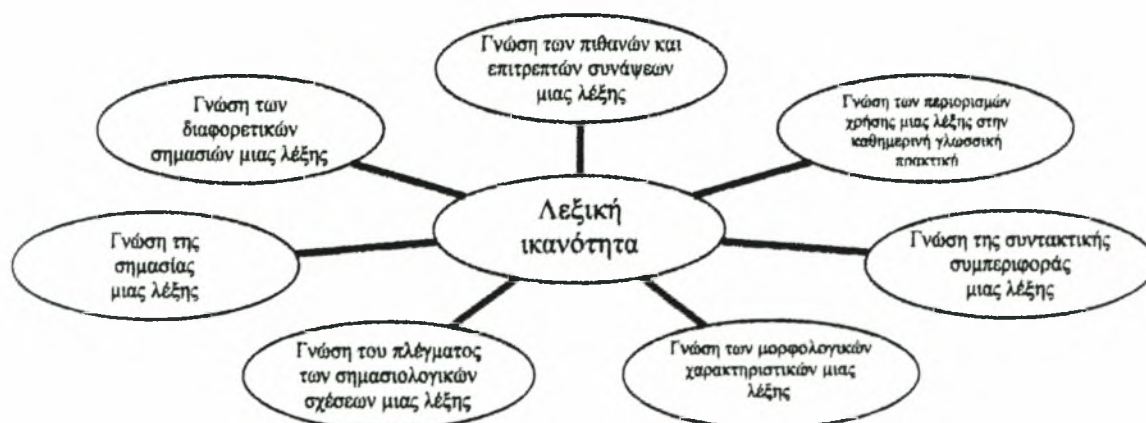 Γνώση των πιθανών και
επιτρεπτών συνάψεων
μιας λέξης
Γνώση των
διαφορετικών
σημασιών μιας λέξης
Γνώση των περιορισμών
χρήσης μιας λέξης στην
καθημερινή γλωσσική
πρακτική
Λεξική
ικανότητα
Γνώση της
σημασίας
μιας λέξης
Γνώση της συντακτικής
συμπεριφοράς
μιας λέξης
Γνώση του πλέγματος
των σημασιολογικών
σχέσεων μιας λέξης
Γνώση των μορφολογικών
χαρακτηριστικών μιας
λέξης